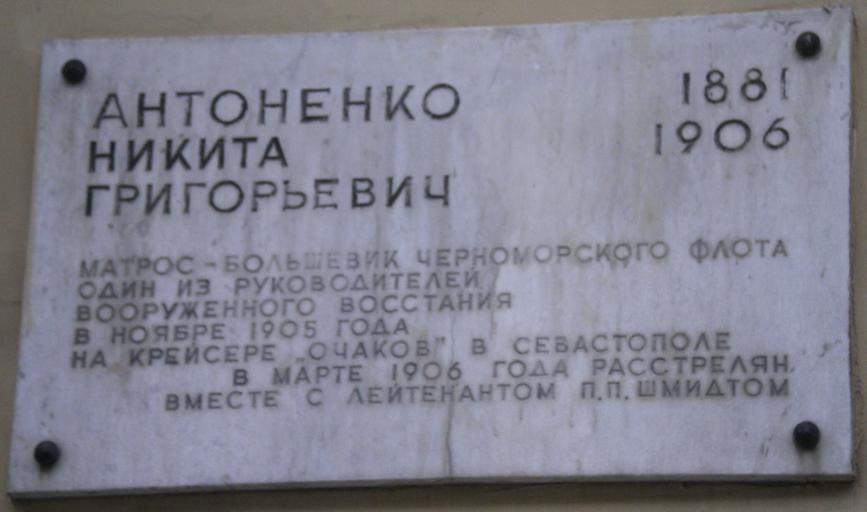 АНТОНЕНКО 1881
НИКИТА 1906
ГРИГОРЬЕВИЧ
МАТРОС - БОЛЬШЕВИК ЧЕРНОМОРСКОГО ФЛОТА
ОДИН ИЗ РУКОВОДИТЕЛЕЙ
ВООРУЖЕННОГО ВОССТАНИЯ
В НОЯБРЕ 1905 ГОДА
НА КРЕЙСЕРЕ „ОЧАКОВ" В СЕВАСТОПОЛЕ
В МАРТЕ 1906 ГОДА РАССТРЕЛЯН
ВМЕСТЕ С ЛЕЙТЕНАНТОМ П.П.ШМИДТОМ